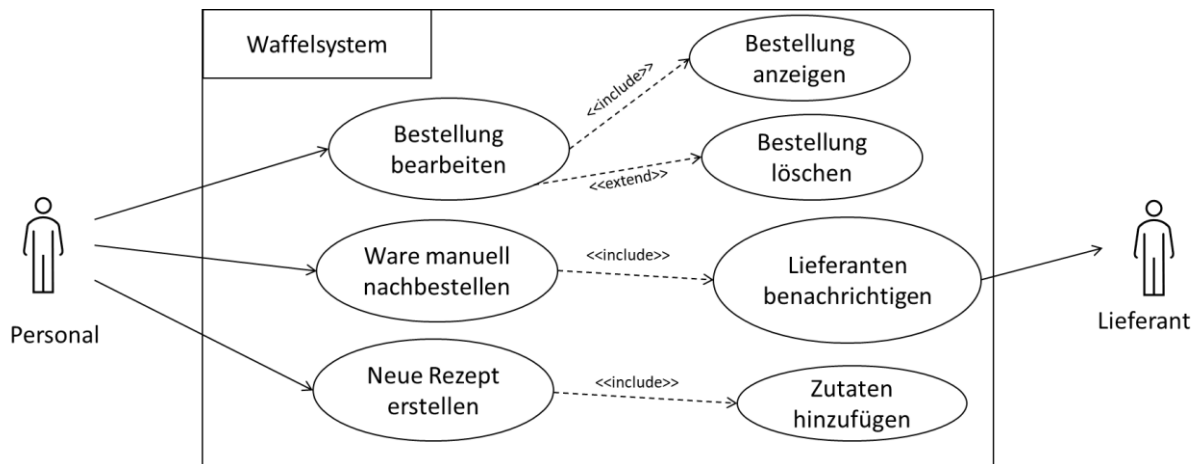 Waffelsystem
Bestellung
anzeigen
<<include>>
Bestellung
bearbeiten
Bestellung
löschen
<<extend>>
Ware manuell
nachbestellen
<<include>>
Lieferanten
benachrichtigen
Personal
Lieferant
Neue Rezept
erstellen
<<include>>
Zutaten
hinzufügen